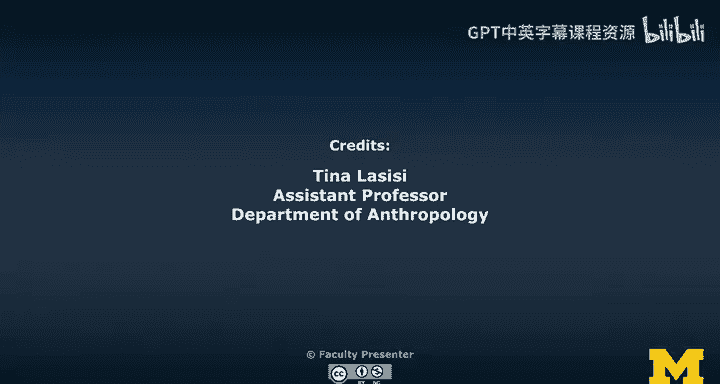 GPT中英字幕课程资源 bilibili
Credits:
Tina Lasisi
Assistant Professor
Department of Anthropology
© Faculty Presenter
cc
M